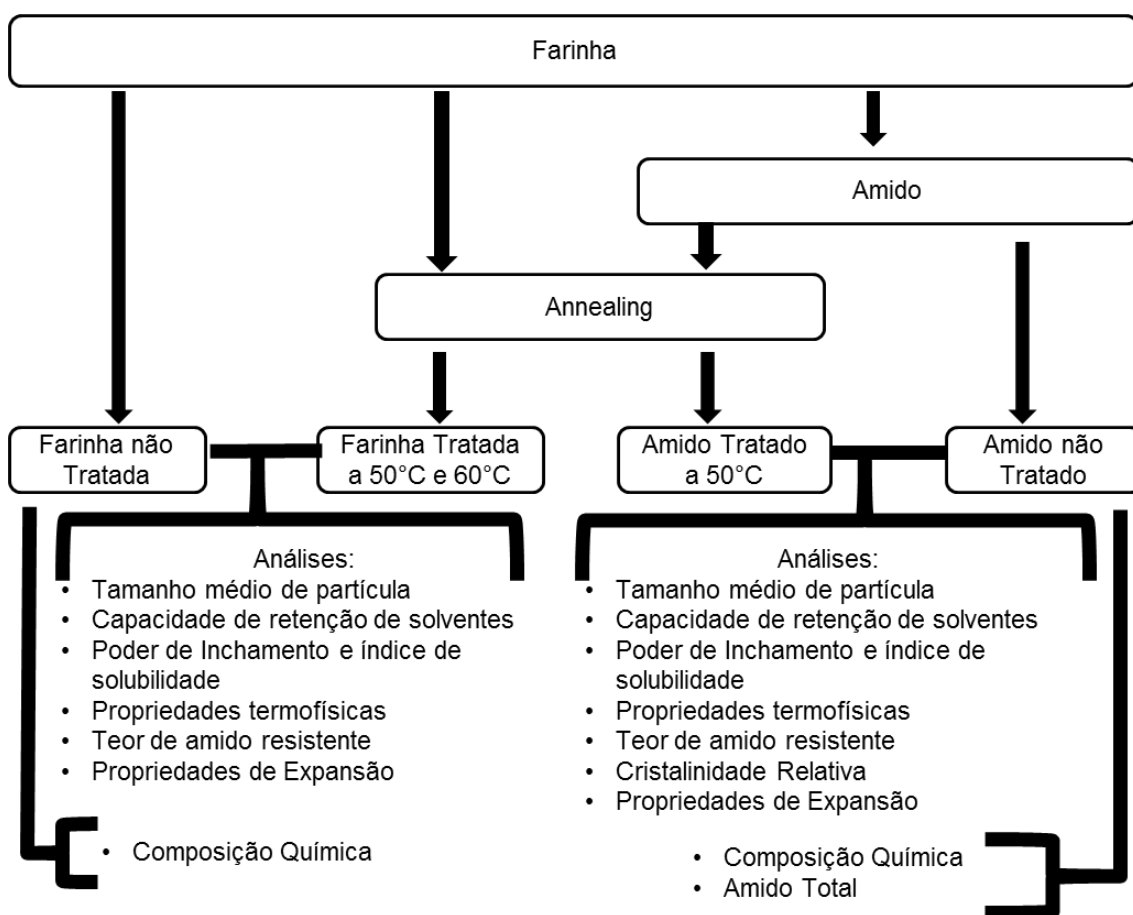 Farinha
Amido
Annealing
Farinha não
Tratada
Farinha Tratada
a 50°C e 60°C
Amido Tratado
a 50°C
Amido não
Tratado
Análises:
• Tamanho médio de partícula
• Capacidade de retenção de solventes
• Poder de Inchamento e índice de
solubilidade
• Propriedades termofísicas
• Teor de amido resistente
• Propriedades de Expansão
Análises:
• Tamanho médio de partícula
• Capacidade de retenção de solventes
• Poder de Inchamento e índice de
solubilidade
• Propriedades termofísicas
• Teor de amido resistente
• Cristalinidade Relativa
• Propriedades de Expansão
• Composição Química
• Composição Química
• Amido Total